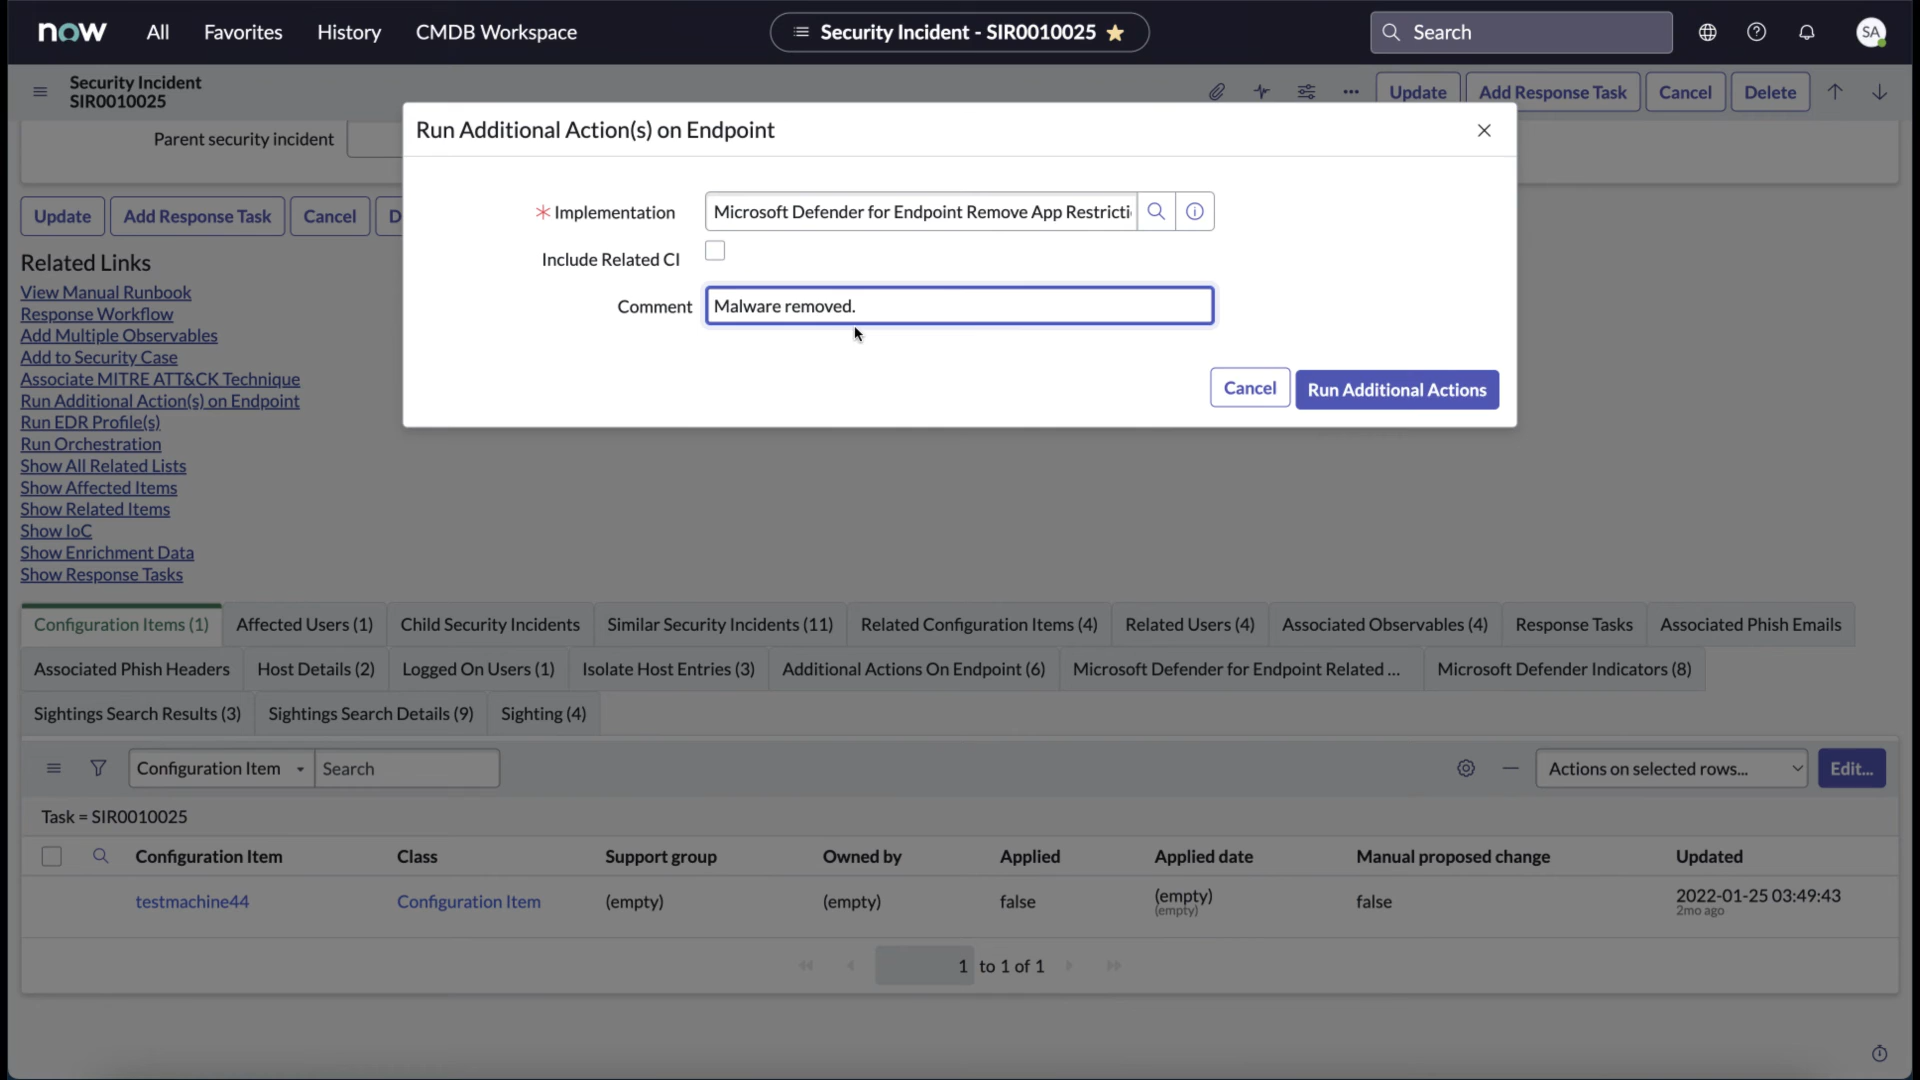 now All Favorites History CMDB Workspace Security Incident - SIR0010025 Search SA
Security Incident
SIR0010025
Update Add Response Task Cancel Delete
Run Additional Action(s) on Endpoint
Parent security incident
Implementation Microsoft Defender for Endpoint Remove App Restricti
Include Related CI
Comment Malware removed.
Cancel Run Additional Actions
Update Add Response Task Cancel D
Related Links
View Manual Runbook
Response Workflow
Add Multiple Observables
Add to Security Case
Associate MITRE ATT&CK Technique
Run Additional Action(s) on Endpoint
Run EDR Profile(s)
Run Orchestration
Show All Related Lists
Show Affected Items
Show Related Items
Show IoC
Show Enrichment Data
Show Response Tasks
Configuration Items (1) Affected Users (1) Child Security Incidents Similar Security Incidents (11) Related Configuration Items (4) Related Users (4) Associated Observables (4) Response Tasks Associated Phish Emails
Associated Phish Headers Host Details (2) Logged On Users (1) Isolate Host Entries (3) Additional Actions On Endpoint (6) Microsoft Defender for Endpoint Related ... Microsoft Defender Indicators (8)
Sightings Search Results (3) Sightings Search Details (9) Sighting (4)
Configuration Item Search Actions on selected rows... Edit...
Task = SIR0010025
Configuration Item Class Support group Owned by Applied Applied date Manual proposed change Updated
testmachine44 Configuration Item (empty) (empty) false (empty) false 2022-01-25 03:49:43
(empty) 2mo ago
1 to 1 of 1